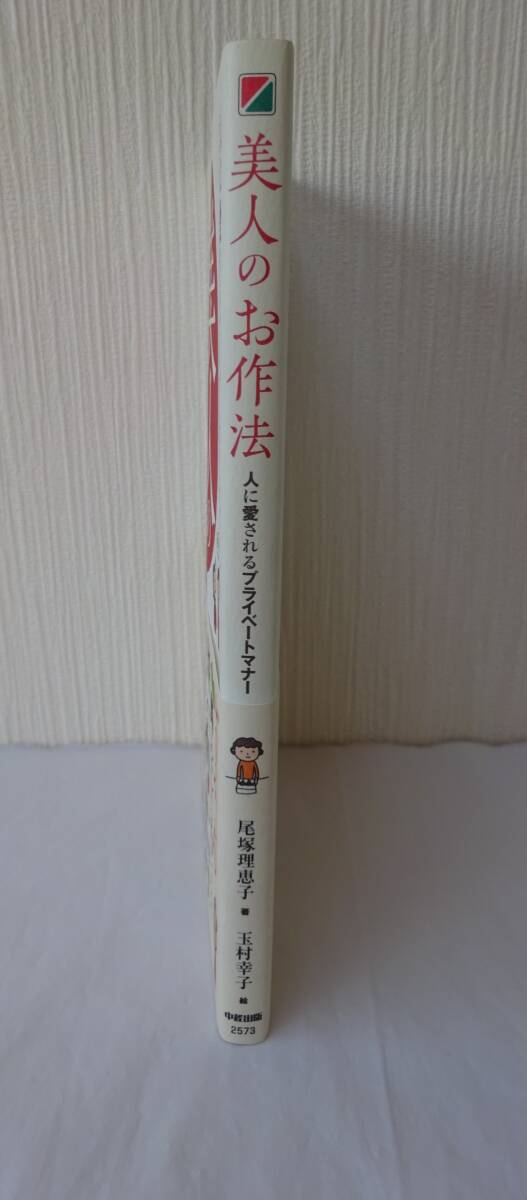 美人のお作法
人に愛されるプライベートマナー
尾塚理恵子 著
玉村幸子 絵
中経出版
2573